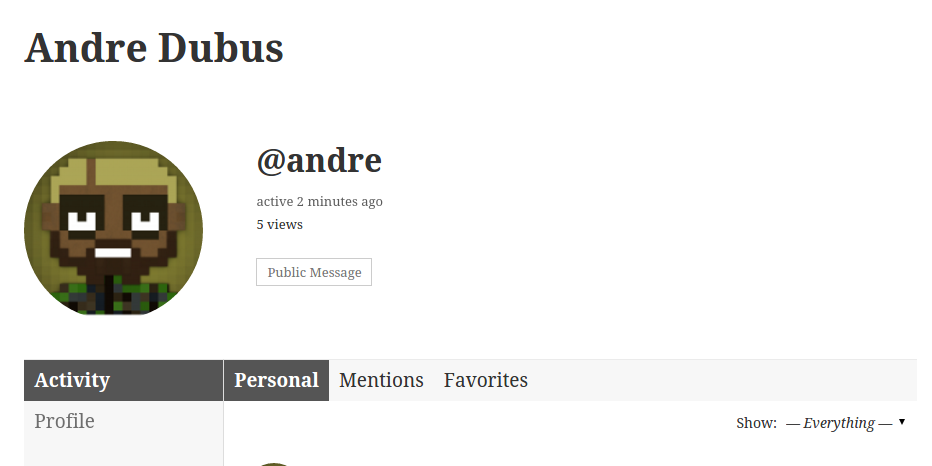 Andre Dubus
@andre
active 2 minutes ago
5 views
Public Message
Activity
Personal
Mentions
Favorites
Profile
Show: — Everything —